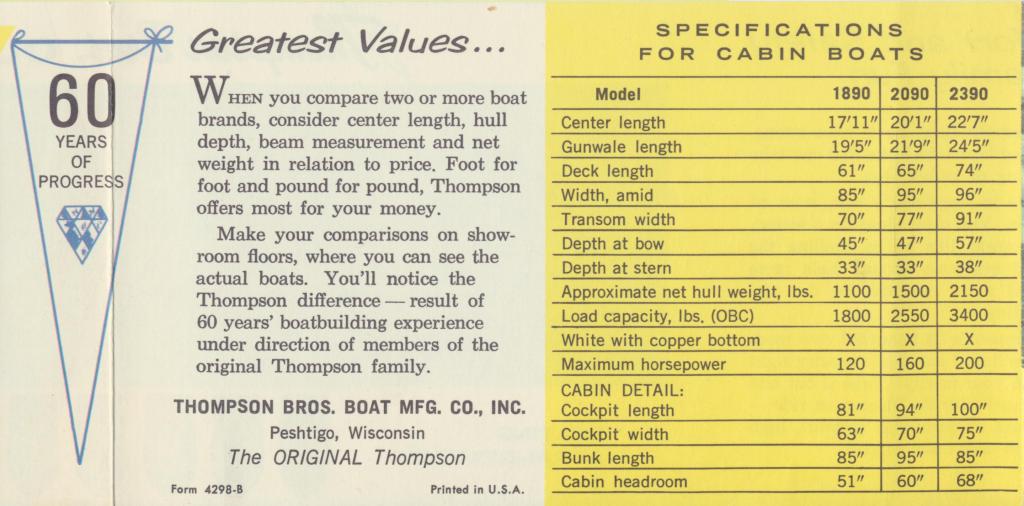 60
YEARS
OF
PROGRESS
Greatest Values...
WHEN you compare two or more boat
brands, consider center length, hull
depth, beam measurement and net
weight in relation to price. Foot for
foot and pound for pound, Thompson
offers most for your money.
Make your comparisons on show-
room floors, where you can see the
actual boats. You'll notice the
Thompson difference — result of
60 years' boatbuilding experience
under direction of members of the
original Thompson family.
THOMPSON BROS. BOAT MFG. CO., INC.
Peshtigo, Wisconsin
The ORIGINAL Thompson
Form 4298-B Printed in U.S.A.
SPECIFICATIONS
FOR CABIN BOATS
Model 1890 2090 2390
Center length 17'11" 20'1" 22'7"
Gunwale length 19'5" 21'9" 24'5"
Deck length 61" 65" 74"
Width, amid 85" 95" 96"
Transom width 70" 77" 91"
Depth at bow 45" 47" 57"
Depth at stern 33" 33" 38"
Approximate net hull weight, lbs. 1100 1500 2150
Load capacity, lbs. (OBC) 1800 2550 3400
White with copper bottom X X X
Maximum horsepower 120 160 200
CABIN DETAIL:
Cockpit length 81" 94" 100"
Cockpit width 63" 70" 75"
Bunk length 85" 95" 85"
Cabin headroom 51" 60" 68"